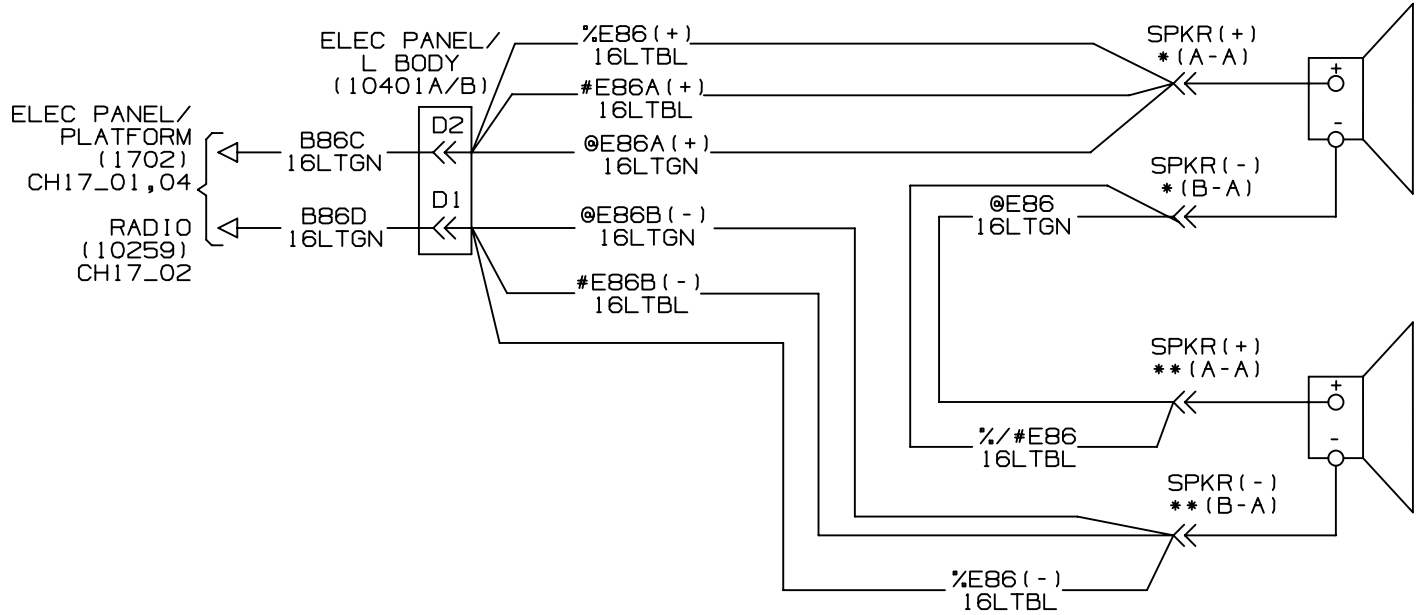 ELEC PANEL/
PLATFORM
(1702)
CH17_01,04
RADIO
(10259)
CH17_02
B86C
16LTGN
B86D
16LTGN
ELEC PANEL/
L BODY
(10401A/B)
D2
D1
%E86(+)
16LTBL
#E86A(+)
16LTBL
@E86A(+)
16LTGN
@E86B(-)
16LTGN
#E86B(-)
16LTBL
%E86(-)
16LTBL
@E86
16LTGN
%/#E86
16LTBL
SPKR(+)
*(A-A)
+
-
SPKR(-)
*(B-A)
SPKR(+)
**(A-A)
+
-
SPKR(-)
**(B-A)